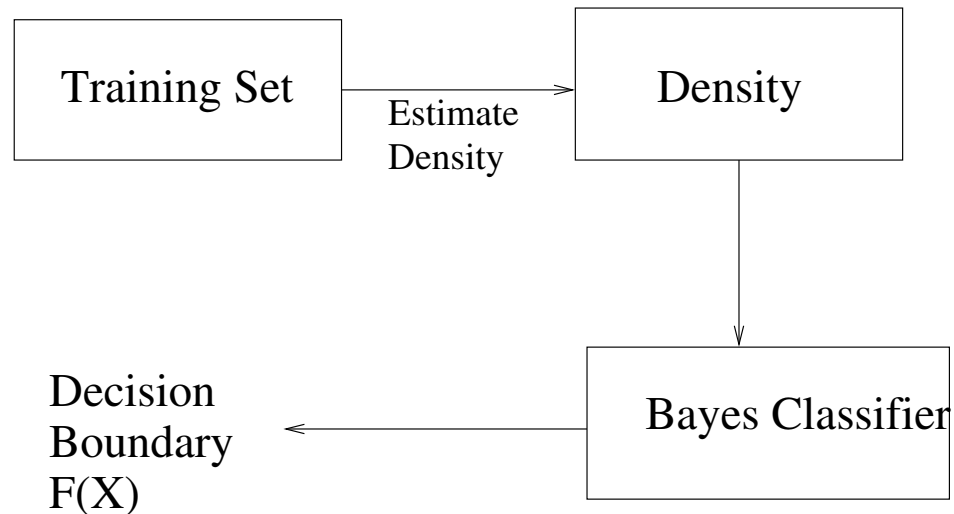 Training Set
Estimate
Density
Density
Bayes Classifier
Decision
Boundary
F(X)